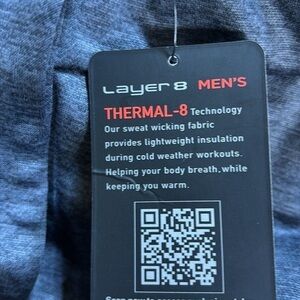 Layer 8 MEN'S
THERMAL-8 Technology
Our sweat wicking fabric
provides lightweight insulation
during cold weather workouts.
Helping your body breath, while
keeping you warm.